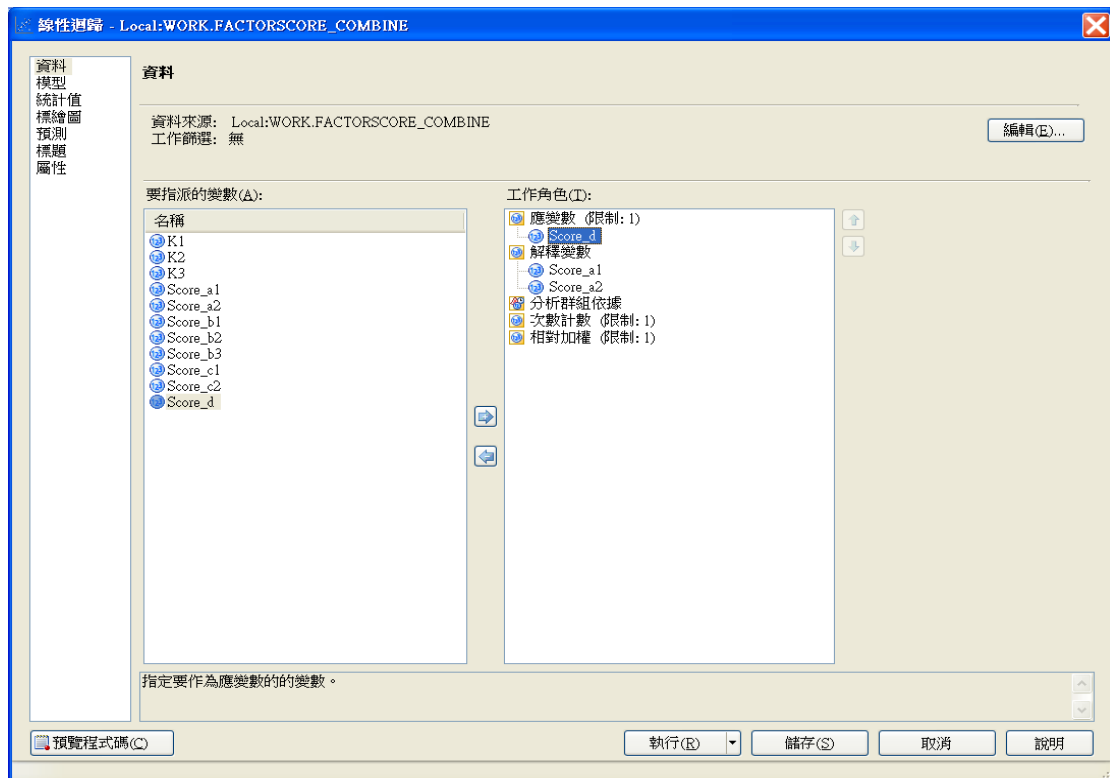 線性迴歸 - Local:WORK.FACTORSCORE_COMBINE
資料
模型
統計值
標繪圖
預測
標題
屬性
資料
資料來源: Local:WORK.FACTORSCORE_COMBINE
工作篩選: 無
編輯(E)...
要指派的變數(A):
名稱
K1
K2
K3
Score_a1
Score_a2
Score_b1
Score_b2
Score_b3
Score_c1
Score_c2
Score_d
工作角色(T):
應變數 (限制: 1)
Score_d
解釋變數
Score_a1
Score_a2
分析群組依據
次數計數 (限制: 1)
相對加權 (限制: 1)
指定要作為應變數的的變數。
預覽程式碼(C)
執行(R)
儲存(S)
取消
說明